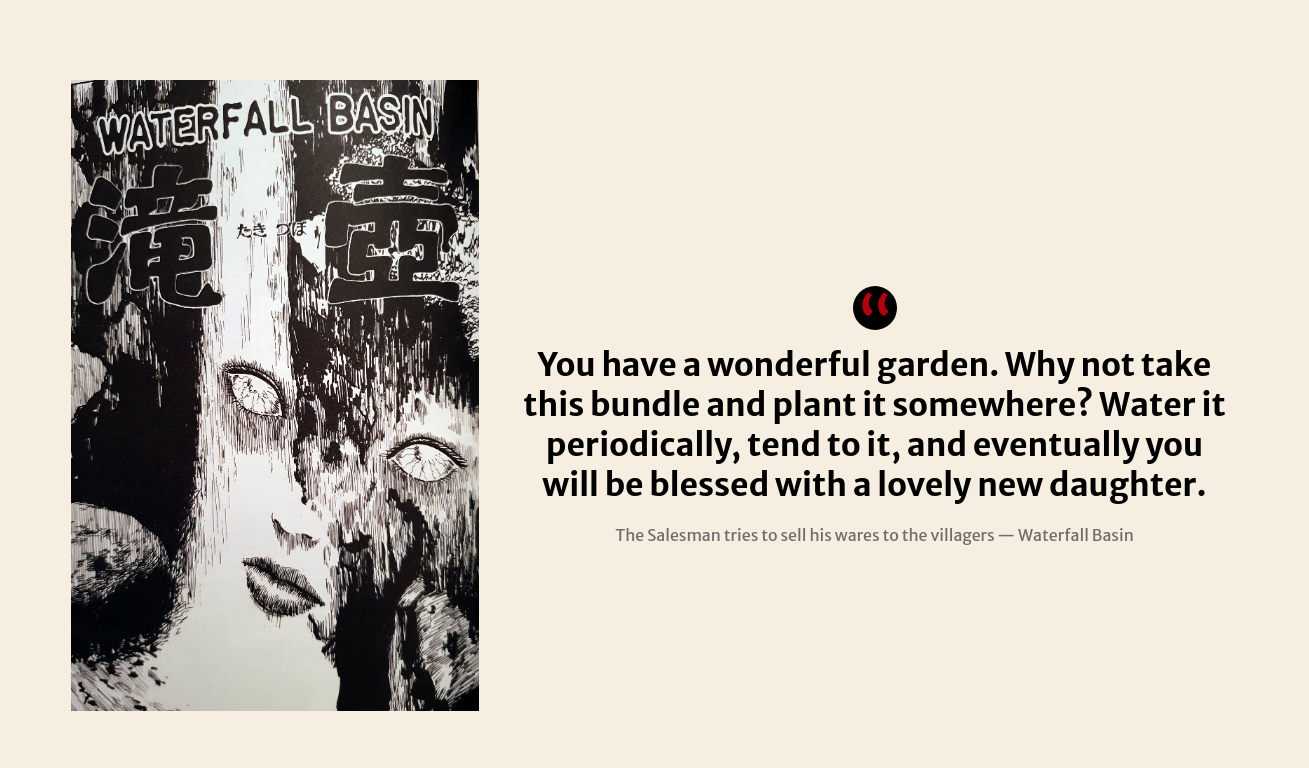 WATERFALL BASIN
滝壺
たき つぼ
“
You have a wonderful garden. Why not take
this bundle and plant it somewhere? Water it
periodically, tend to it, and eventually you
will be blessed with a lovely new daughter.
The Salesman tries to sell his wares to the villagers — Waterfall Basin